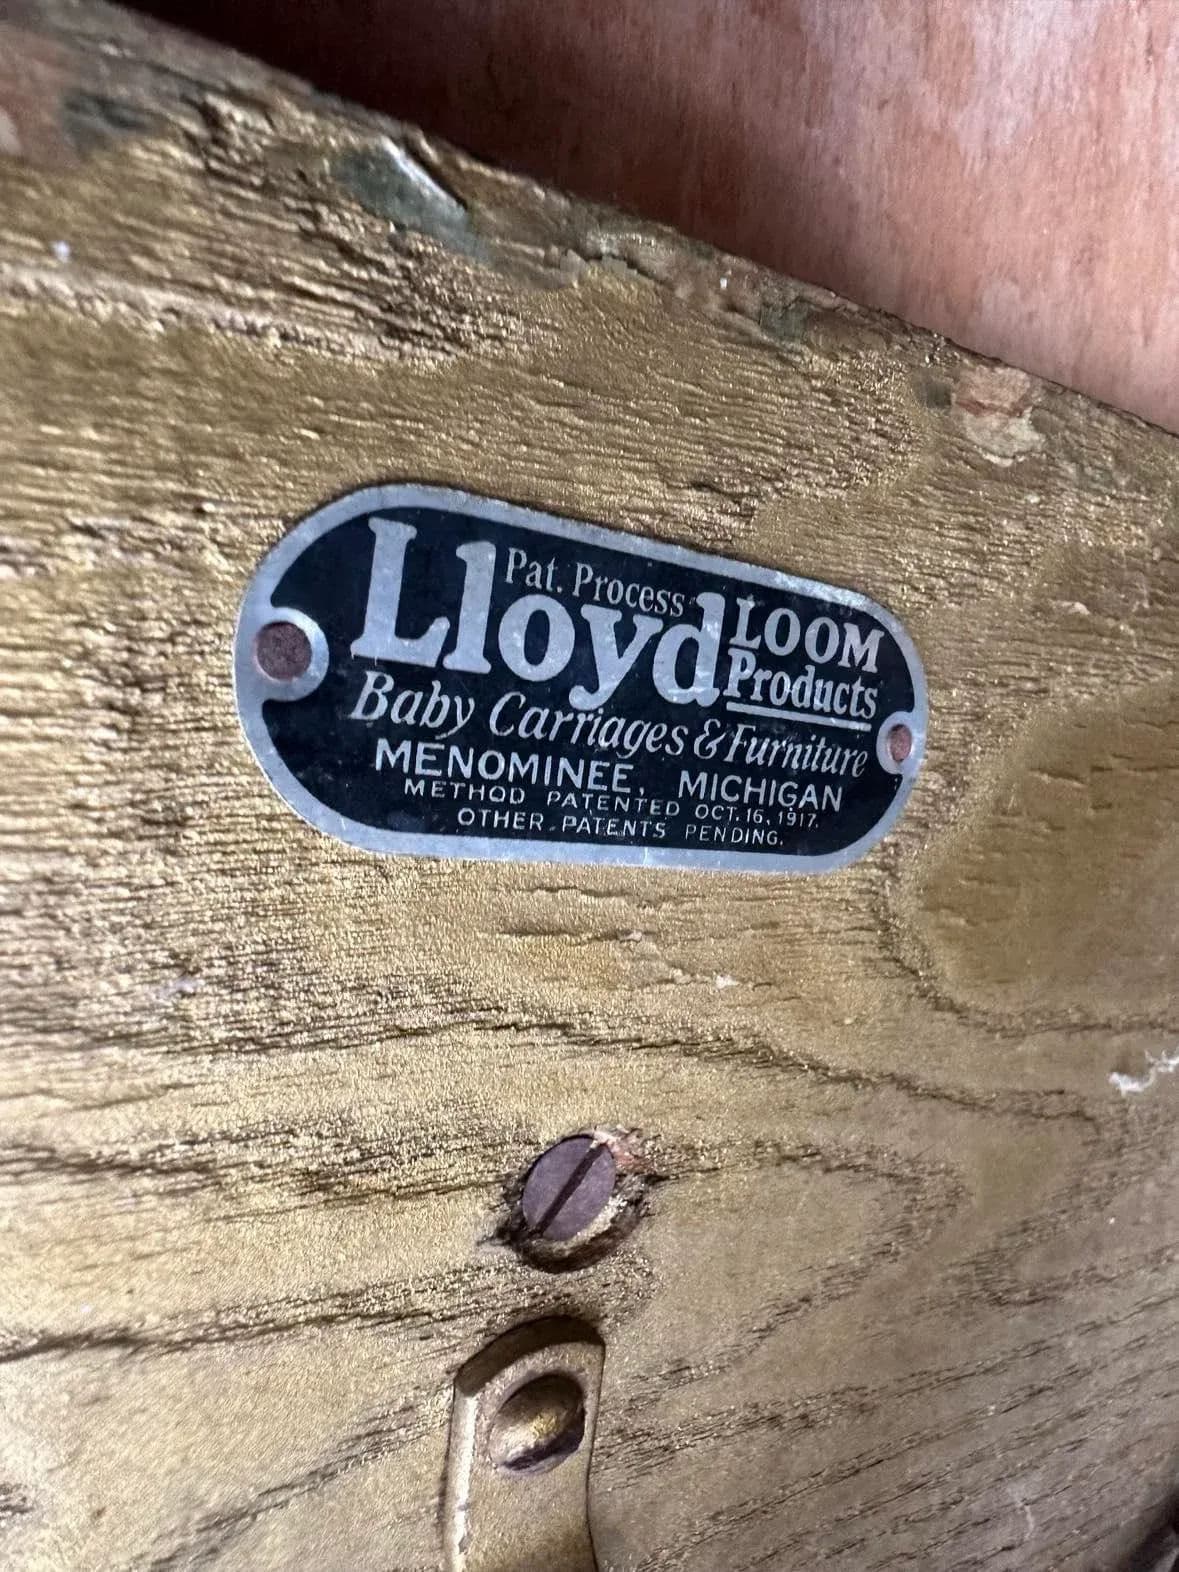 Pat. Process
Lloyd LOOM
Products
Baby Carriages & Furniture
MENOMINEE, MICHIGAN
METHOD PATENTED OCT. 16, 1917.
OTHER PATENTS PENDING.